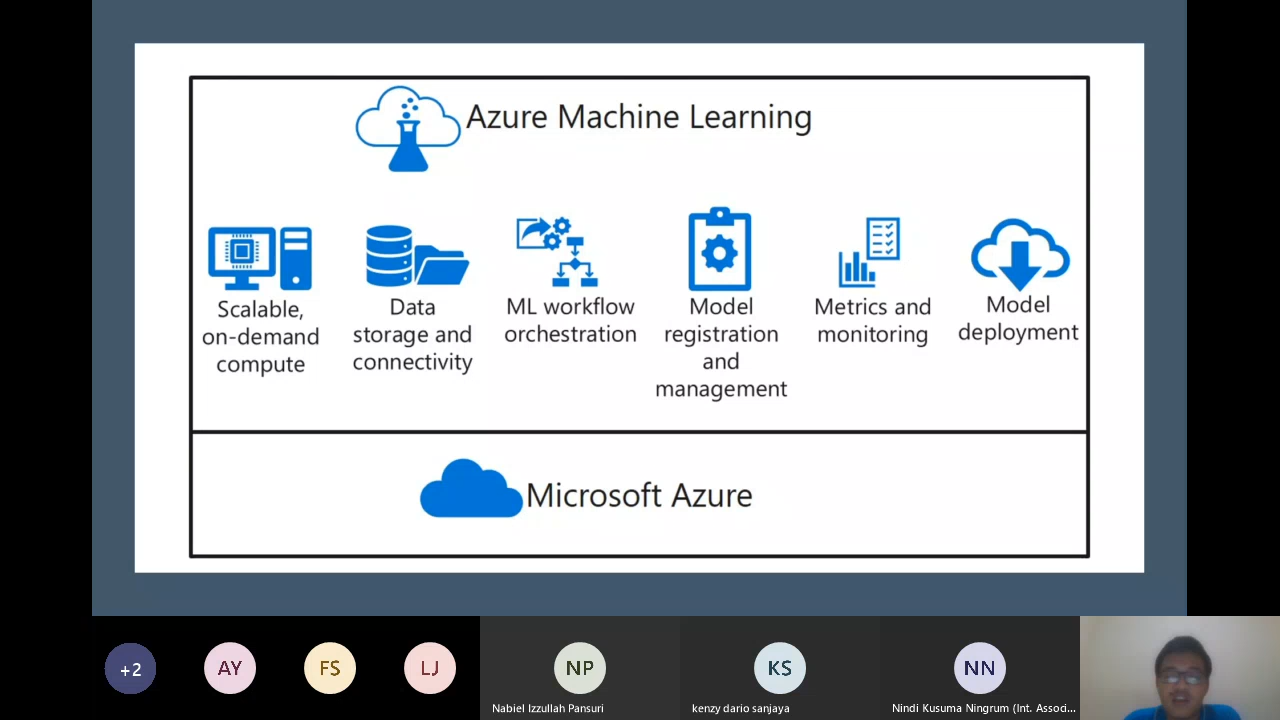 Azure Machine Learning
Scalable,
on-demand
compute
Data
storage and
connectivity
ML workflow
orchestration
Model
registration
and
management
Metrics and
monitoring
Model
deployment
Microsoft Azure
+2
AY
FS
LJ
NP
Nabiel Izzullah Pansuri
KS
kenzy dario sanjaya
NN
Nindi Kusuma Ningrum (Int. Associ...